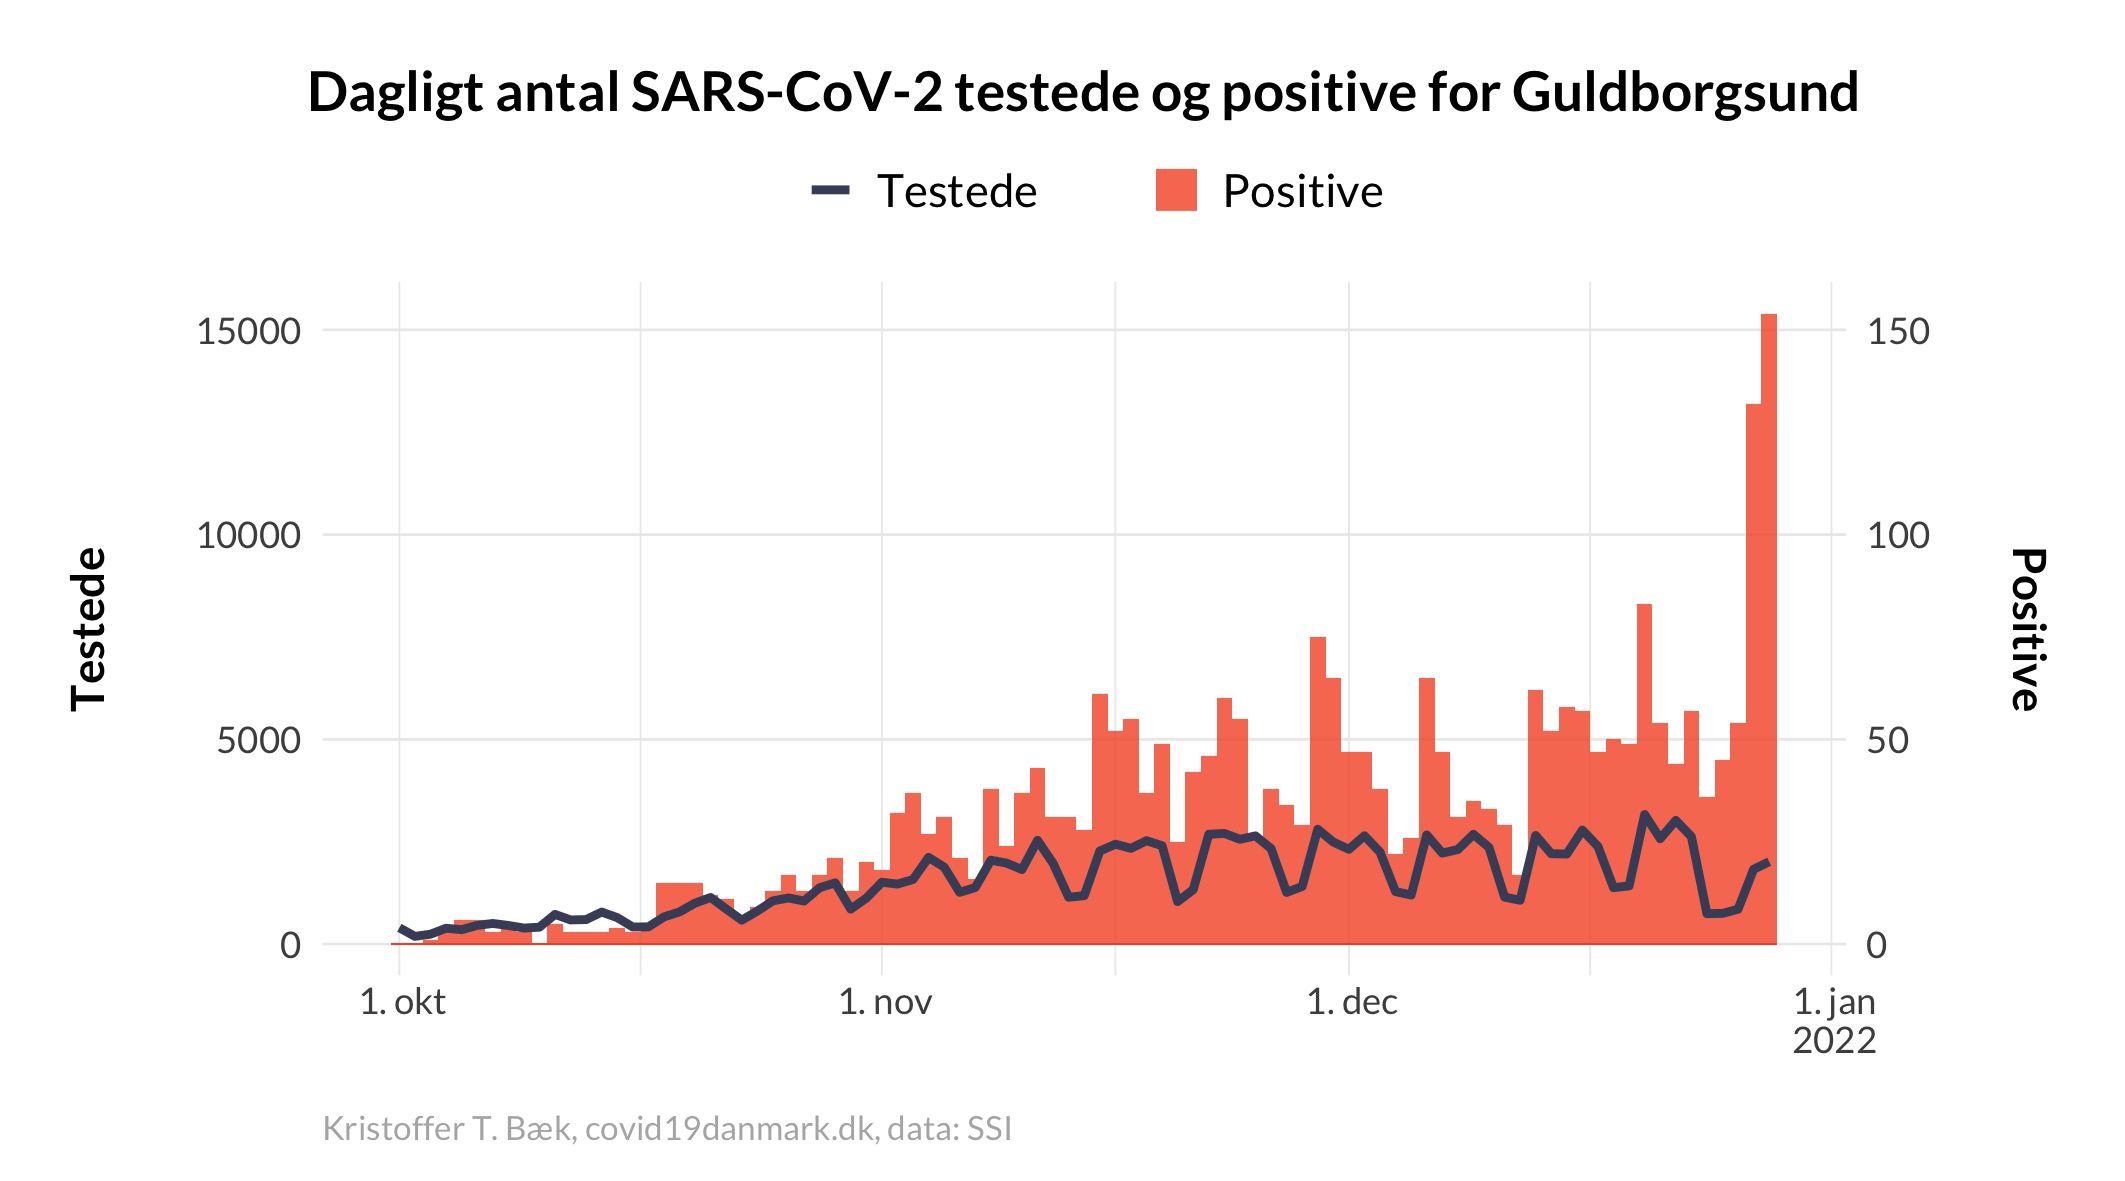 Dagligt antal SARS-CoV-2 testede og positive for Guldborgsund
Testede
Positive
15000
10000
5000
0
150
100
50
0
Testede
Positive
1. okt
1. nov
1. dec
1. jan
2022
Kristoffer T. Bæk, covid19danmark.dk, data: SSI